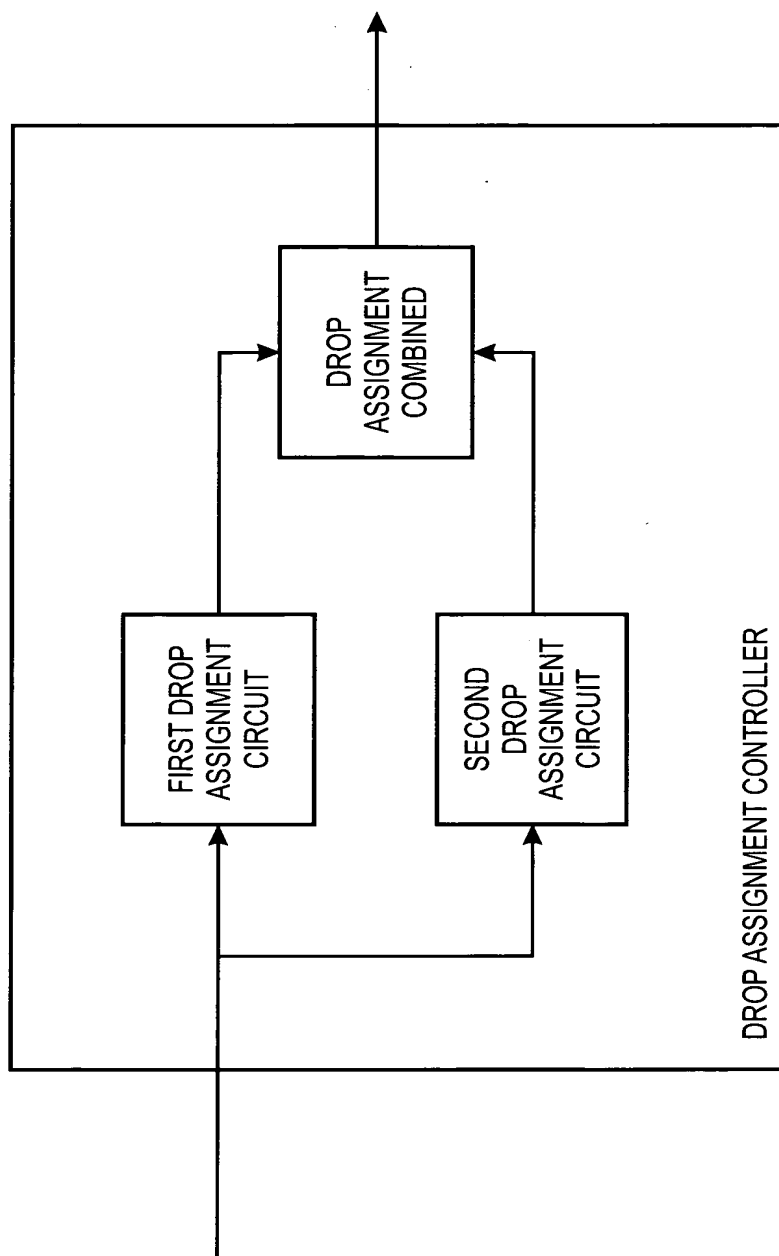 FIRST DROP
ASSIGNMENT
CIRCUIT
SECOND
DROP
ASSIGNMENT
CIRCUIT
DROP
ASSIGNMENT
COMBINED
DROP ASSIGNMENT CONTROLLER